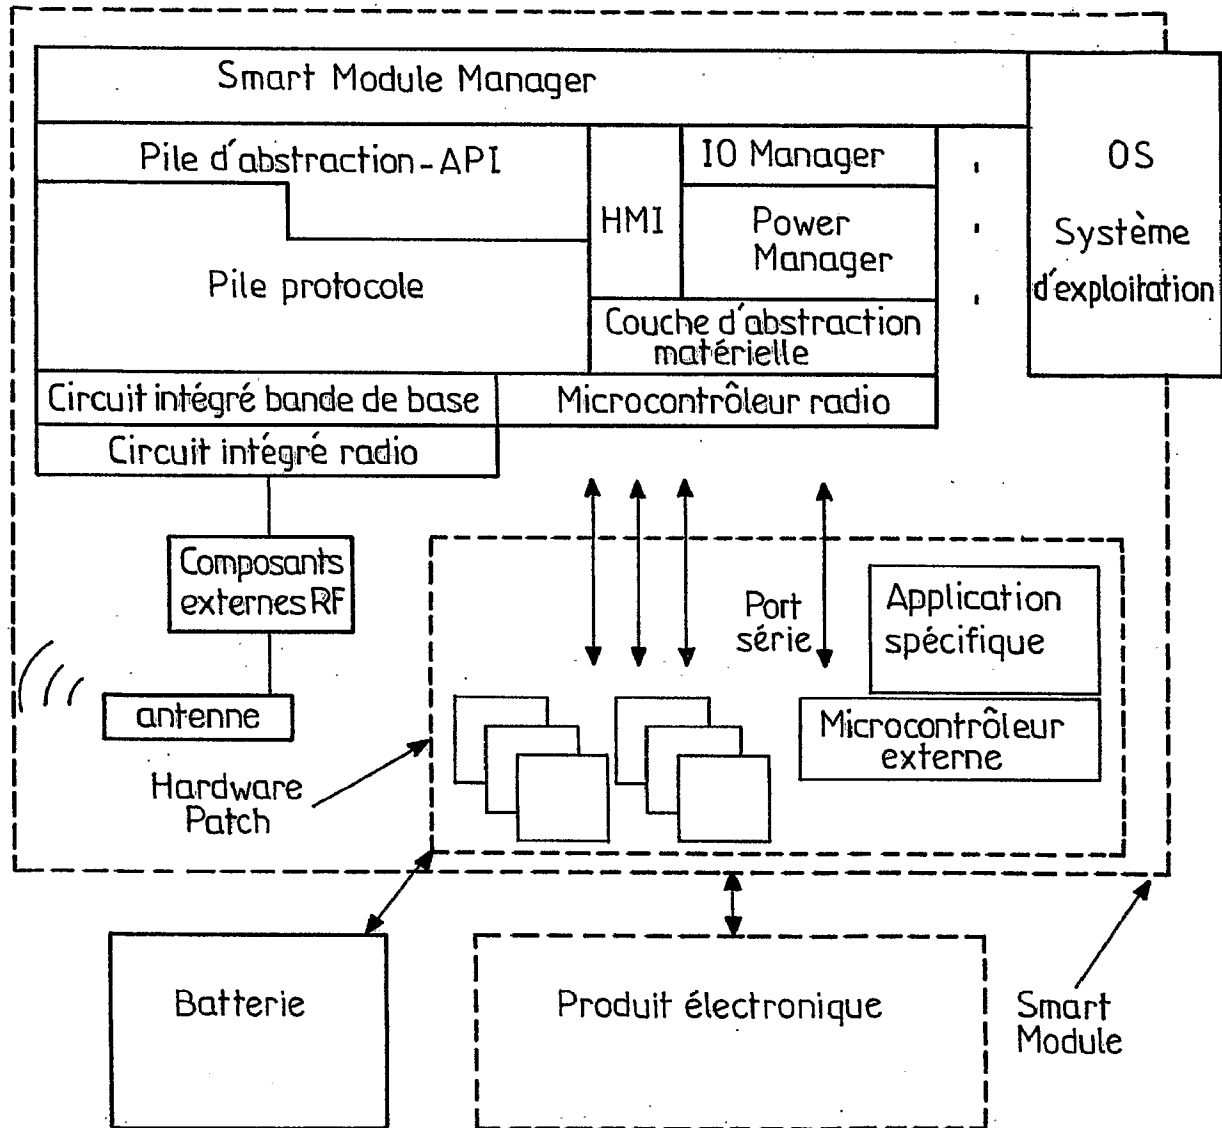 Smart Module Manager
Pile d'abstraction-API
HMI
IO Manager
Power
Manager
OS
Système
d'exploitation
Pile protocole
Couche d'abstraction
matérielle
Circuit intégré bande de base
Microcontrôleur radio
Circuit intégré radio
Composants
externes RF
antenne
Port
série
Application
spécifique
Microcontrôleur
externe
Hardware
Patch
Batterie
Produit électronique
Smart
Module